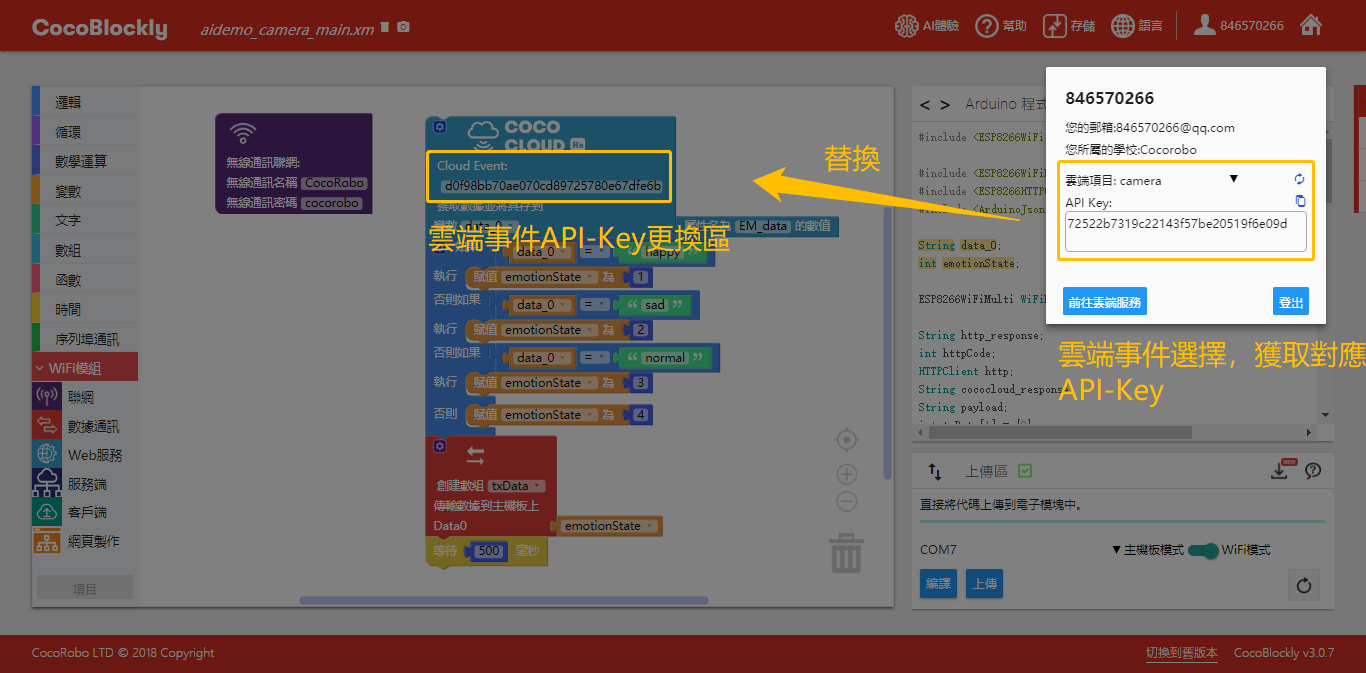 CocoBlockly
aidemo_camera_main.xm
AI體驗
幫助
存儲
語言
846570266
邏輯
循環
數學運算
變數
文字
數組
函數
時間
序列埠通訊
WiFi模組
聯網
數據通訊
Web服務
服務端
客戶端
網頁製作
項目
無線通訊聯網:
無線通訊名稱 CocoRobo
無線通訊密碼 cocorobo
COCO
CLOUD Rx
Cloud Event:
d0f98bb70ae070cd89725780e67dfe6b
替換
屬性名為 EM_data 的數值
雲端事件API-Key更換區
data_0 = “ happy ”
執行 賦值 emotionState 為 1
否則如果 data_0 = “ sad ”
執行 賦值 emotionState 為 2
否則如果 data_0 = “ normal ”
執行 賦值 emotionState 為 3
否則 賦值 emotionState 為 4
創建數組 txData
傳輸數據到主機板上
Data0 emotionState
等待 500 毫秒
< > Arduino 程式
#include <ESP8266WiFi
#include <ESP8266WiFiM
#include <ESP8266HTTPC
#include <ArduinoJson
String data_0;
int emotionState;
ESP8266WiFiMulti WiFi
String http_response;
int httpCode;
HTTPClient http;
String cococloud_response
String payload;
846570266
您的郵箱:846570266@qq.com
您所屬的學校:Cocorobo
雲端項目: camera
API Key:
72522b7319c22143f57be20519f6e09d
前往雲端服務
登出
雲端事件選擇，獲取對應
API-Key
上傳區
NEW
直接將代碼上傳到電子模塊中。
COM7
主機板模式
WiFi模式
編譯
上傳
CocoRobo LTD © 2018 Copyright
切換到舊版本
CocoBlockly v3.0.7